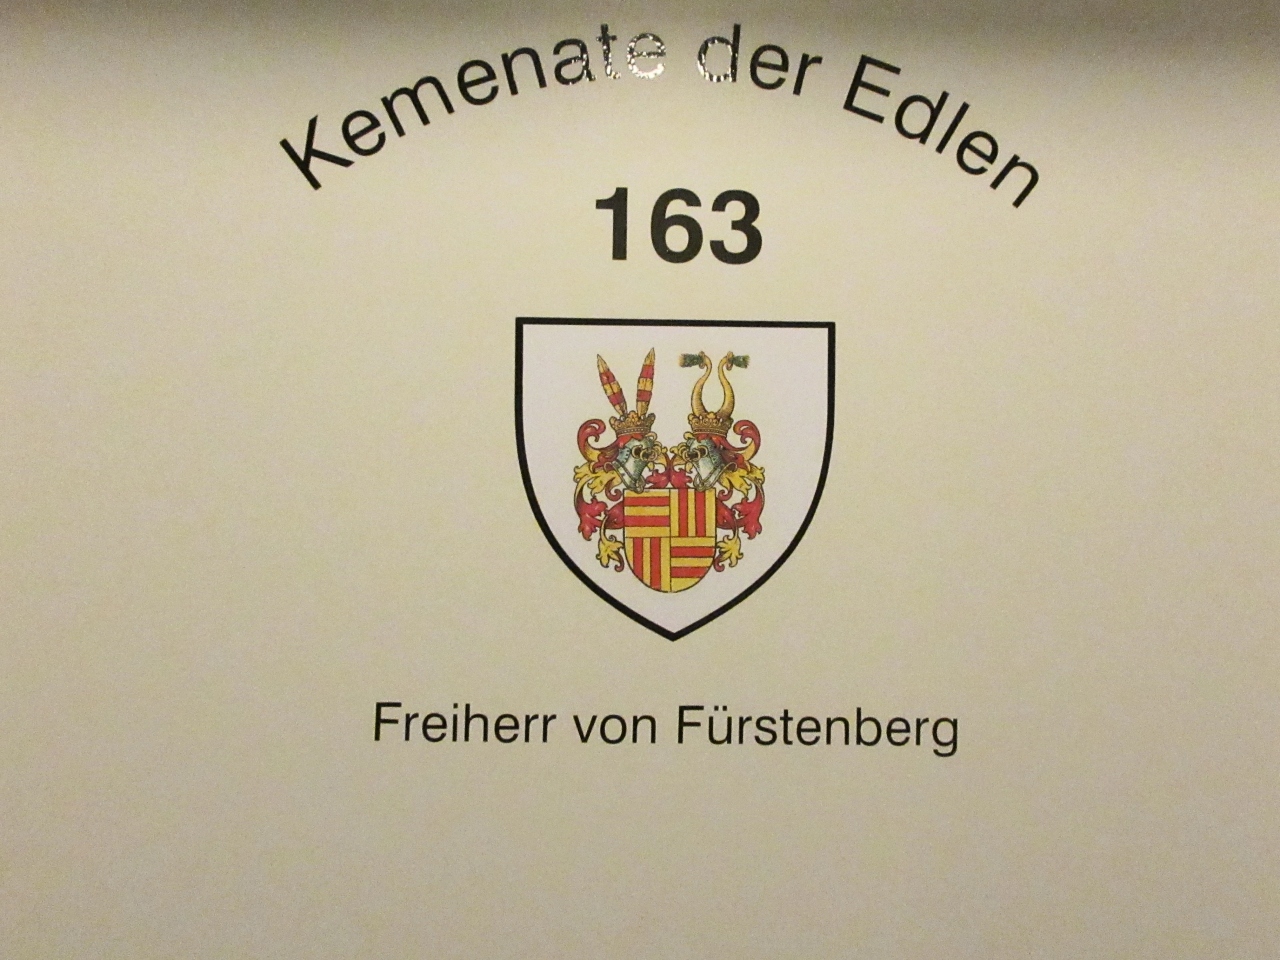 Kemenate der Edlen
163
Freiherr von Fürstenberg